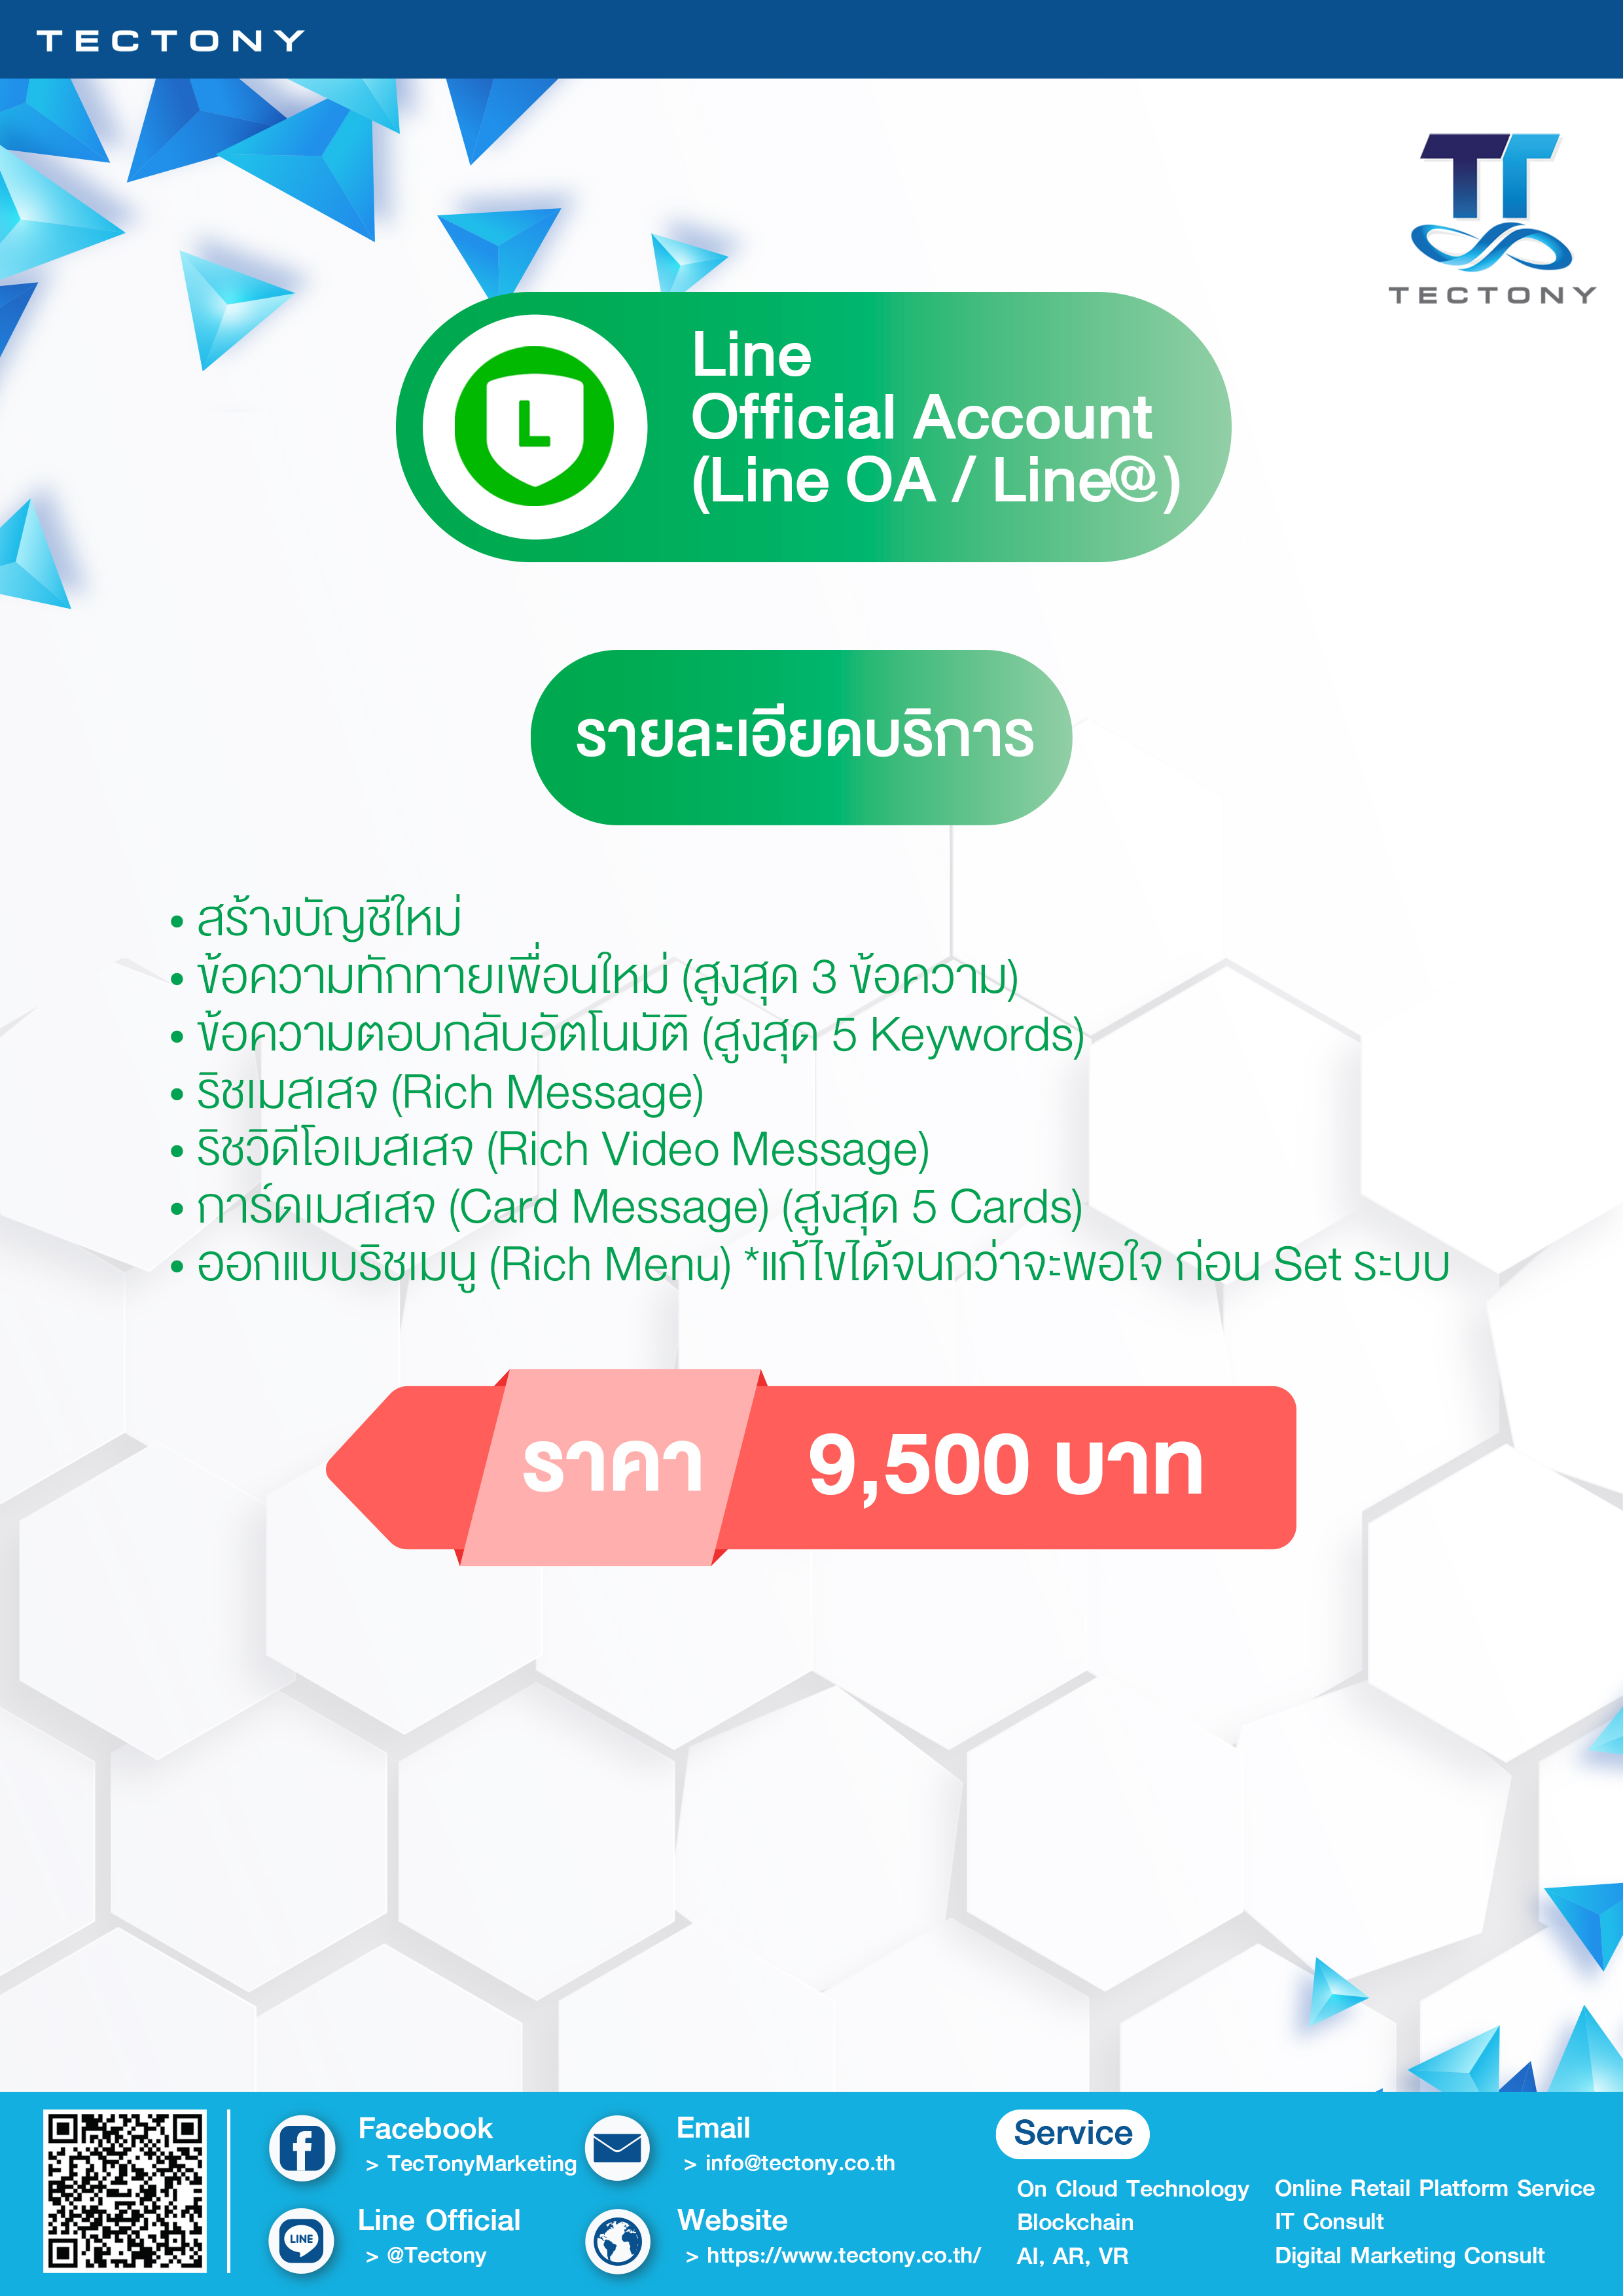 TECTONY
TECTONY
Line
Official Account
(Line OA / Line@)
รายละเอียดบริการ
• สร้างบัญชีใหม่
• ข้อความทักทายเพื่อนใหม่ (สูงสุด 3 ข้อความ)
• ข้อความตอบกลับอัตโนมัติ (สูงสุด 5 Keywords)
• ริชเมสเสจ (Rich Message)
• ริชวิดีโอเมสเสจ (Rich Video Message)
• การ์ดเมสเสจ (Card Message) (สูงสุด 5 Cards)
• ออกแบบริชเมนู (Rich Menu) *แก้ไขได้จนกว่าจะพอใจ ก่อน Set ระบบ
ราคา 9,500 บาท
Facebook
> TecTonyMarketing
Line Official
LINE
> @Tectony
Email
> info@tectony.co.th
Website
> https://www.tectony.co.th/
Service
On Cloud Technology
Blockchain
AI, AR, VR
Online Retail Platform Service
IT Consult
Digital Marketing Consult